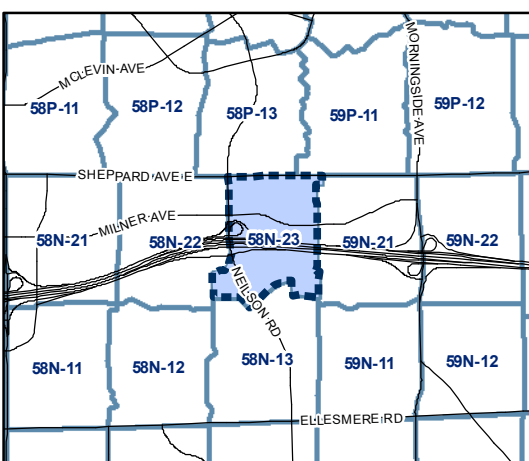 MCLEVIN AVE
MORNINGSIDE AVE
58P-11
58P-12
58P-13
59P-11
59P-12
SHEPPARD AVE E
MILNER AVE
58N-21
58N-22
58N-23
59N-21
59N-22
NEILSON RD
58N-11
58N-12
58N-13
59N-11
59N-12
ELLESMERE RD